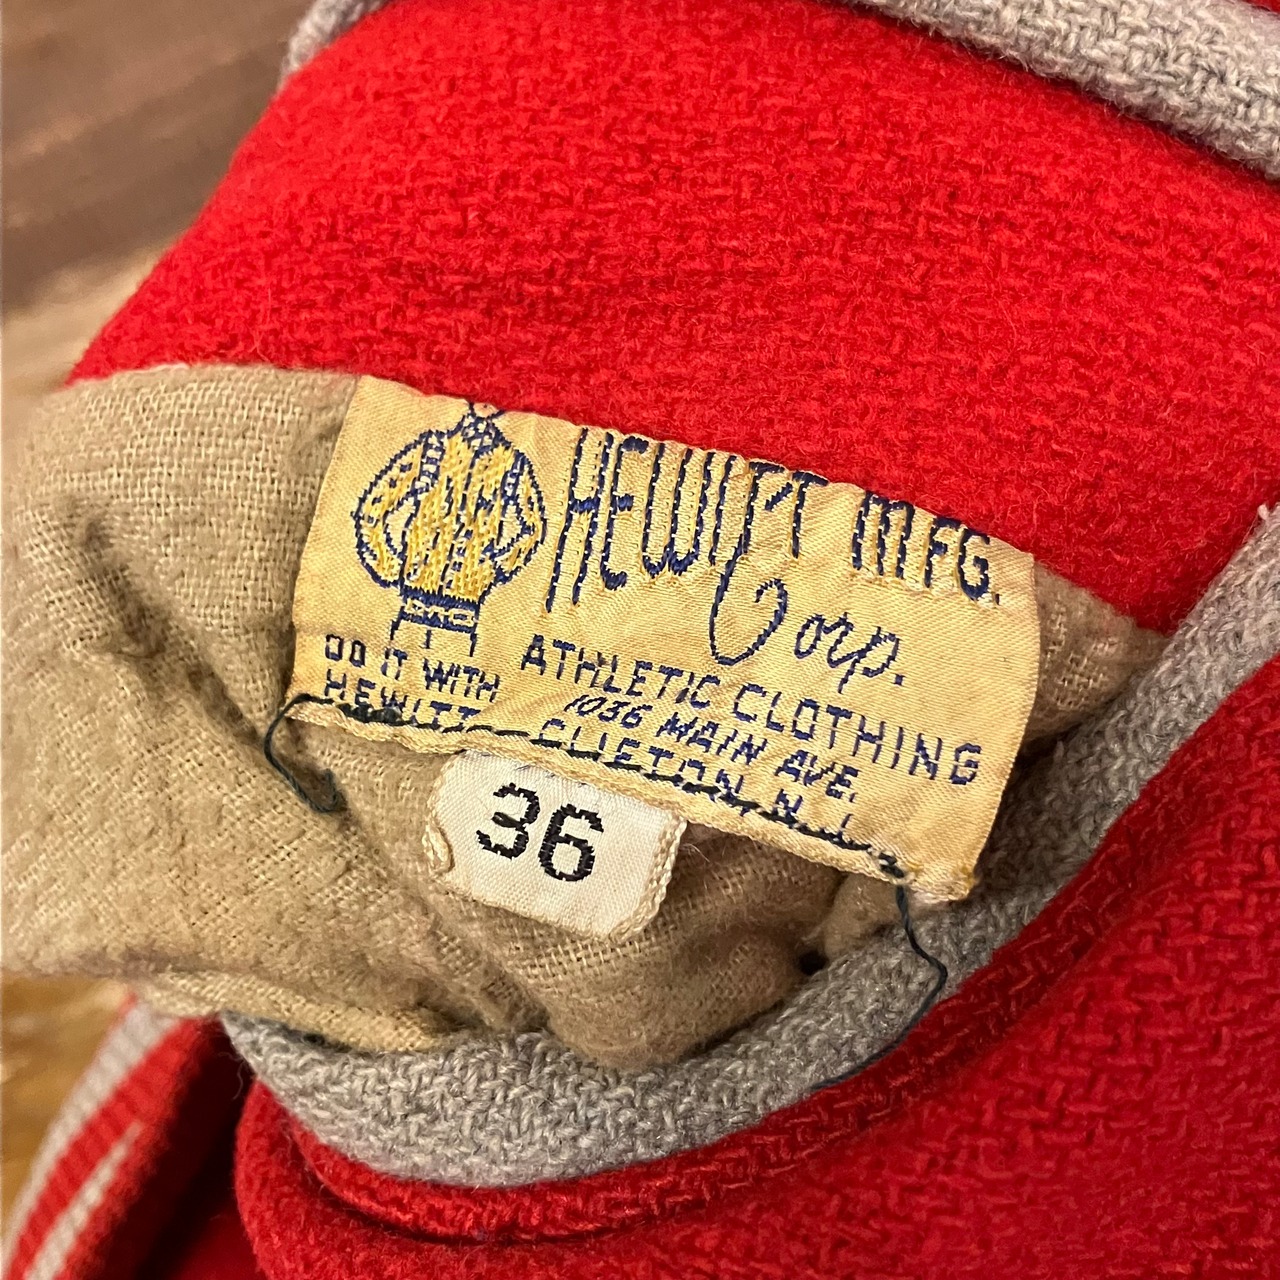 HEWITT MFG.
Corp.
ATHLETIC CLOTHING
1036 MAIN AVE.
CLIFTON, N.J.
DO IT WITH
HEWITT
36